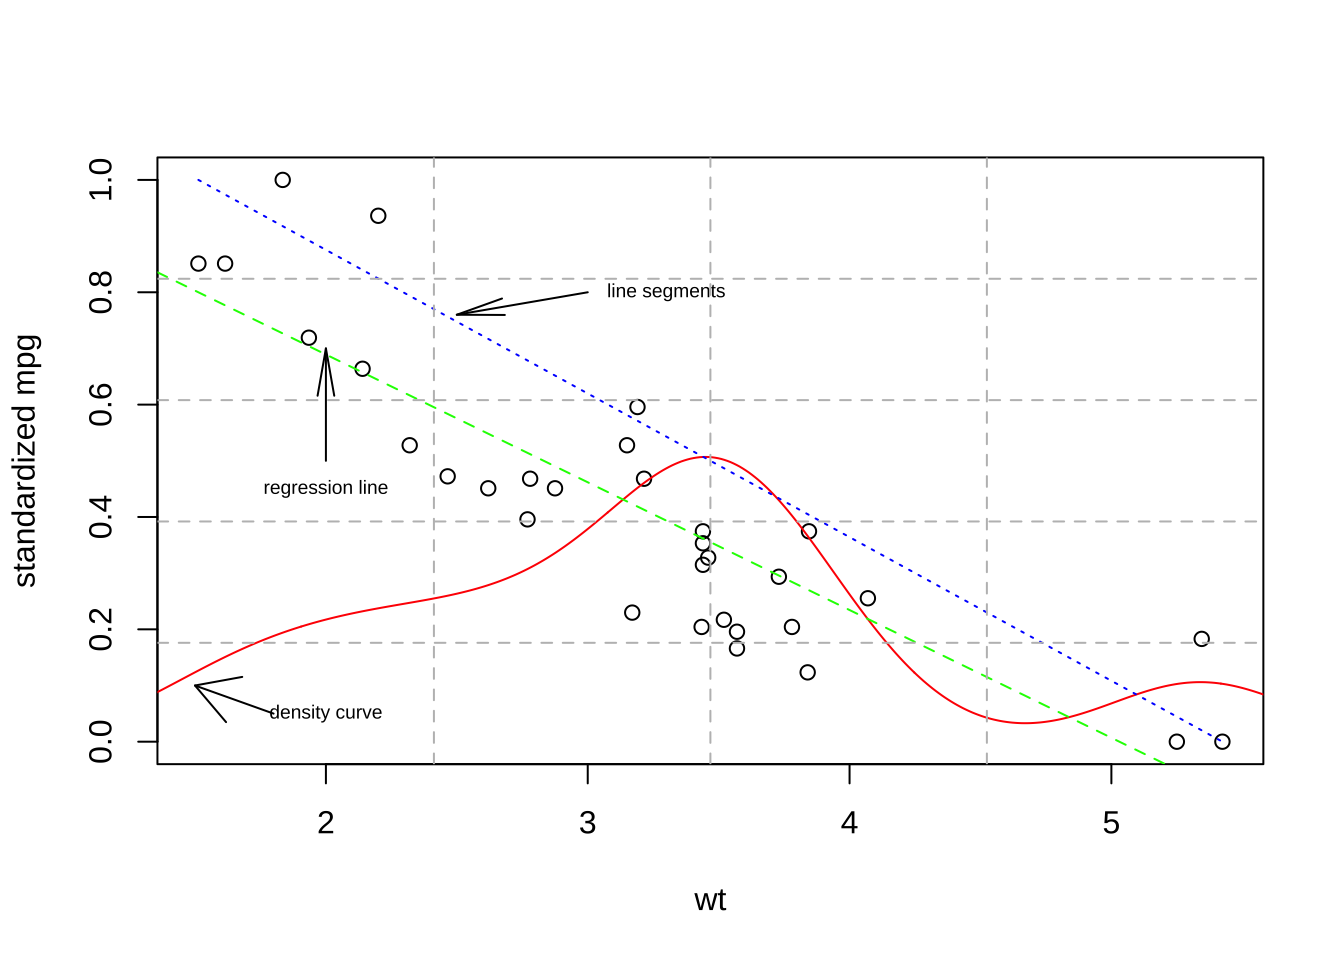 1.0
0.8
0.6
0.4
0.2
0.0
standardized mpg
line segments
regression line
density curve
2 3 4 5
wt